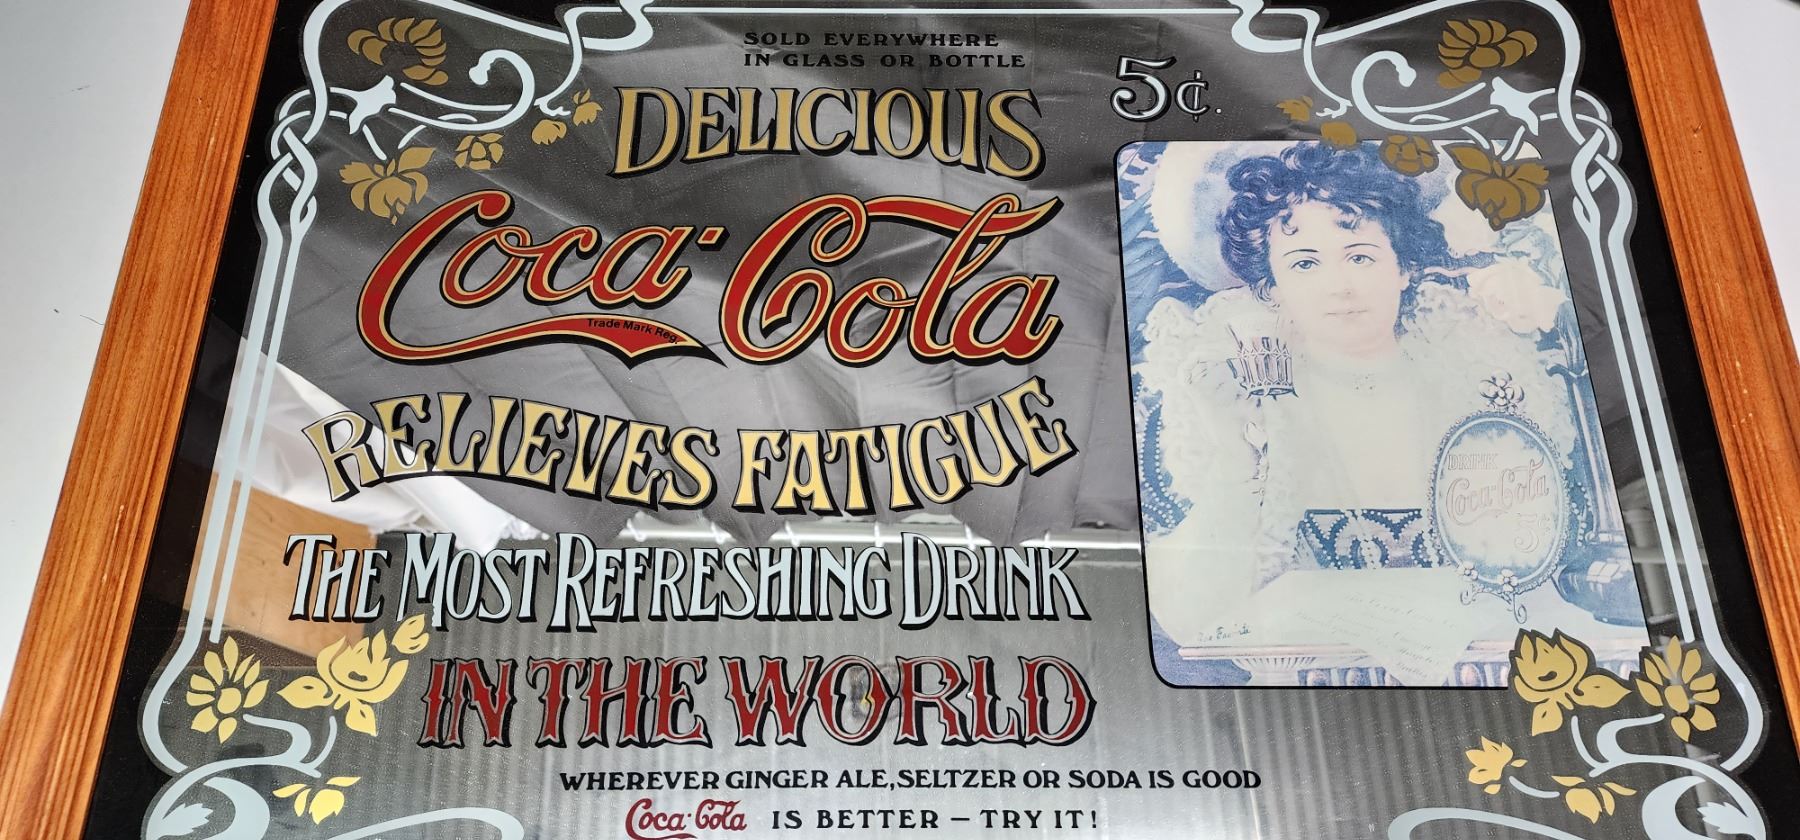 SOLD EVERYWHERE
IN GLASS OR BOTTLE
5¢.
DELICIOUS
Coca-Cola
Trade Mark Reg.
RELIEVES FATIGUE
THE MOST REFRESHING DRINK
IN THE WORLD
WHEREVER GINGER ALE, SELTZER OR SODA IS GOOD
Coca-Cola IS BETTER – TRY IT!
DRINK
Coca-Cola
5¢